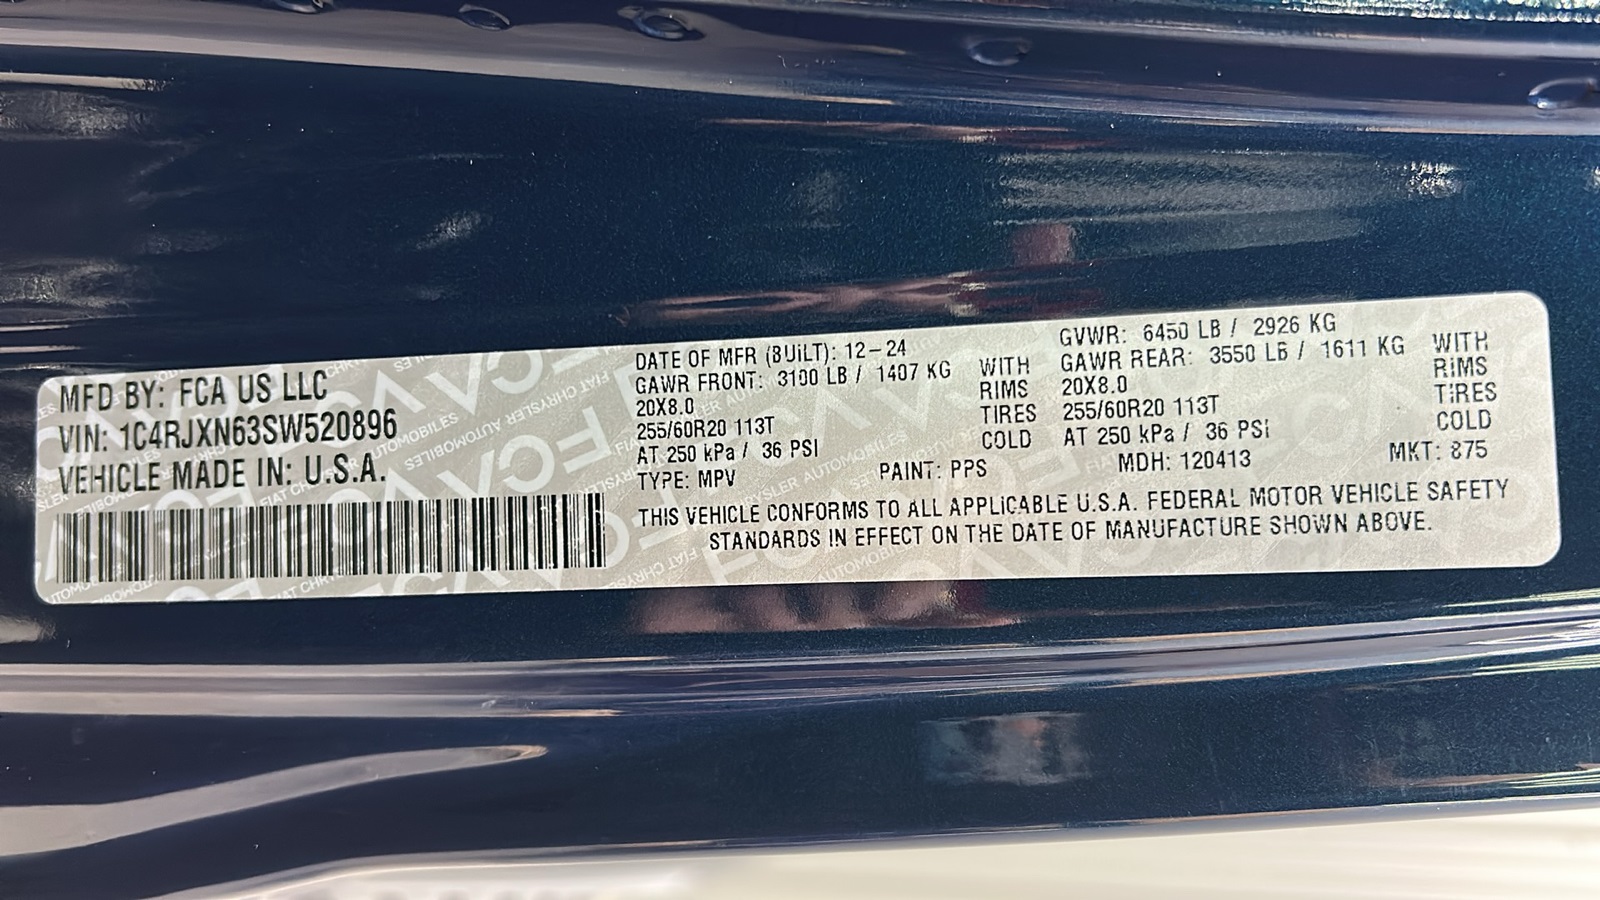 MFD BY: FCA US LLC
VIN: 1C4RJXN63SW520896
VEHICLE MADE IN: U.S.A.
DATE OF MFR (BUiLT): 12-24
GAWR FRONT: 3100 LB / 1407 KG WITH
20X8.0 RIMS
255/60R20 113T TIRES
AT 250 kPa / 36 PSI COLD
GVWR: 6450 LB / 2926 KG
GAWR REAR: 3550 LB / 1611 KG WITH
20X8.0 RIMS
255/60R20 113T TIRES
AT 250 kPa / 36 PSI COLD
TYPE: MPV PAINT: PPS MDH: 120413 MKT: 875
THIS VEHICLE CONFORMS TO ALL APPLICABLE U.S.A. FEDERAL MOTOR VEHICLE SAFETY
STANDARDS IN EFFECT ON THE DATE OF MANUFACTURE SHOWN ABOVE.